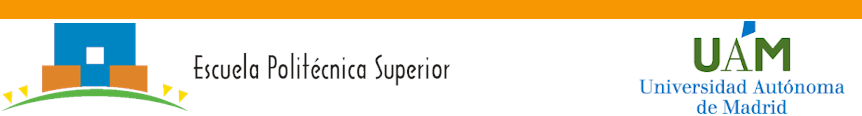 Escuela Politécnica Superior
UAM
Universidad Autónoma
de Madrid